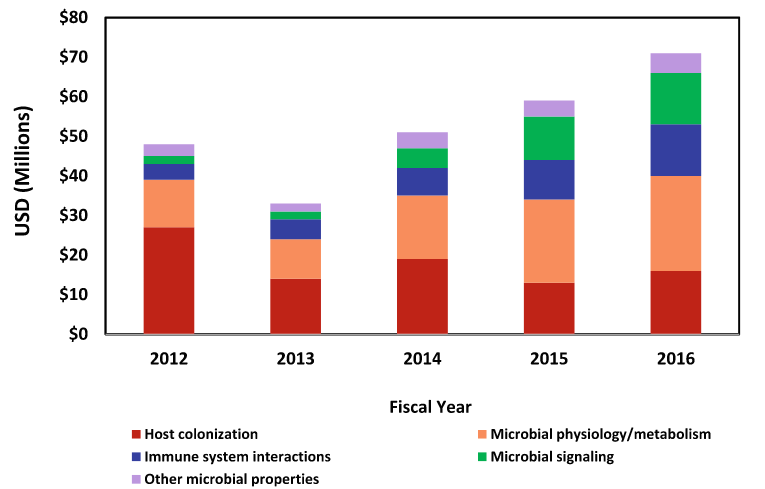 $80
$70
$60
$50
$40
$30
$20
$10
$0
USD (Millions)
2012 2013 2014 2015 2016
Fiscal Year
Host colonization Microbial physiology/metabolism
Immune system interactions Microbial signaling
Other microbial properties